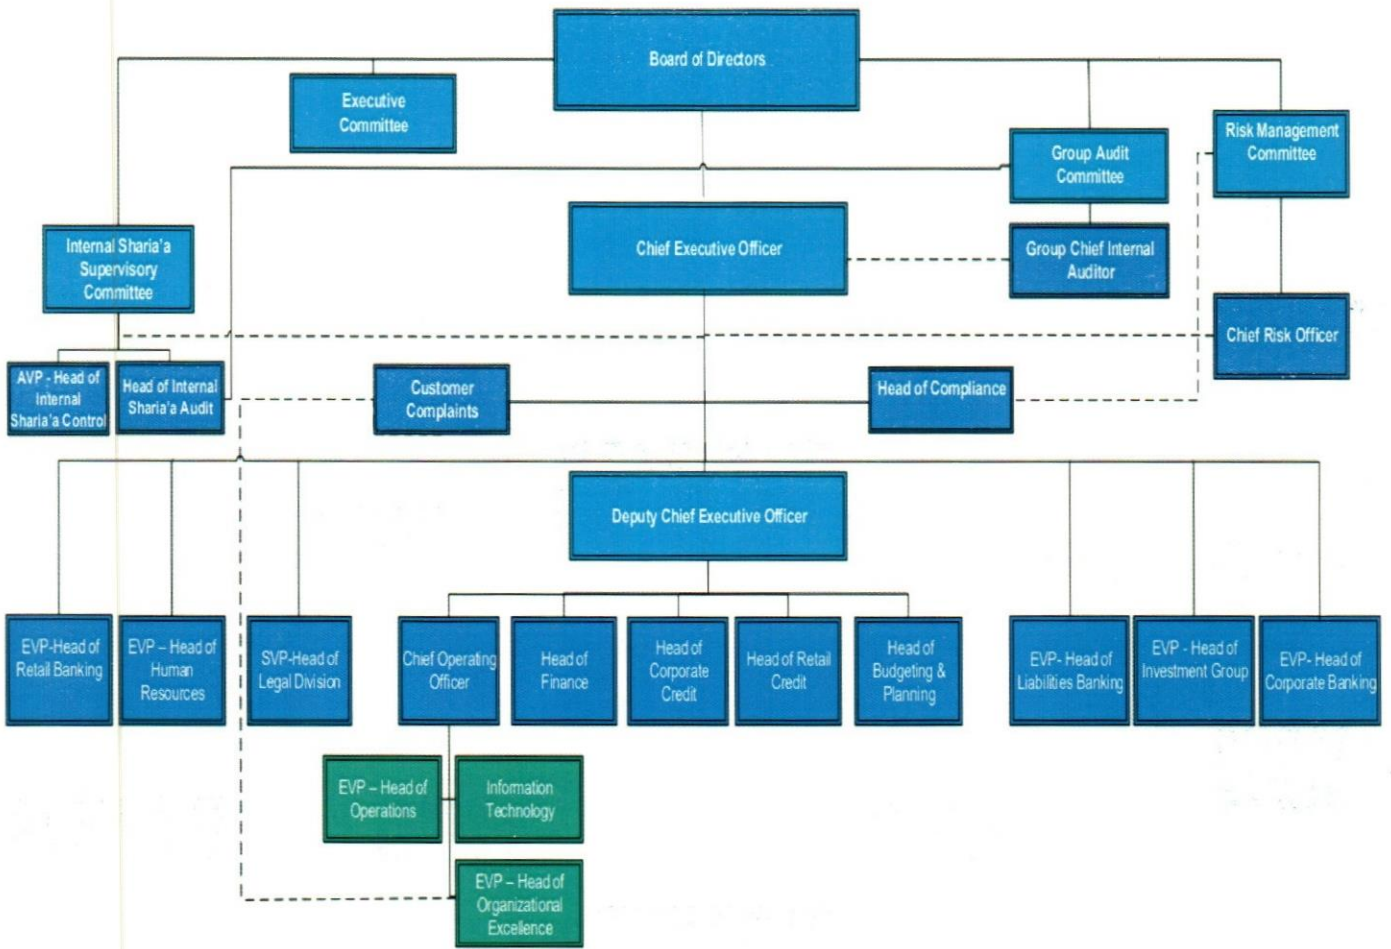 Board of Directors
Executive
Committee
Group Audit
Committee
Risk Management
Committee
Internal Sharia'a
Supervisory
Committee
Chief Executive Officer
Group Chief Internal
Auditor
Chief Risk Officer
AVP - Head of
Internal
Sharia'a Control
Head of Internal
Sharia'a Audit
Customer
Complaints
Head of Compliance
Deputy Chief Executive Officer
EVP-Head of
Retail Banking
EVP – Head of
Human
Resources
SVP-Head of
Legal Division
Chief Operating
Officer
Head of
Finance
Head of
Corporate
Credit
Head of Retail
Credit
Head of
Budgeting &
Planning
EVP- Head of
Liabilities Banking
EVP - Head of
Investment Group
EVP- Head of
Corporate Banking
EVP – Head of
Operations
Information
Technology
EVP – Head of
Organizational
Excellence